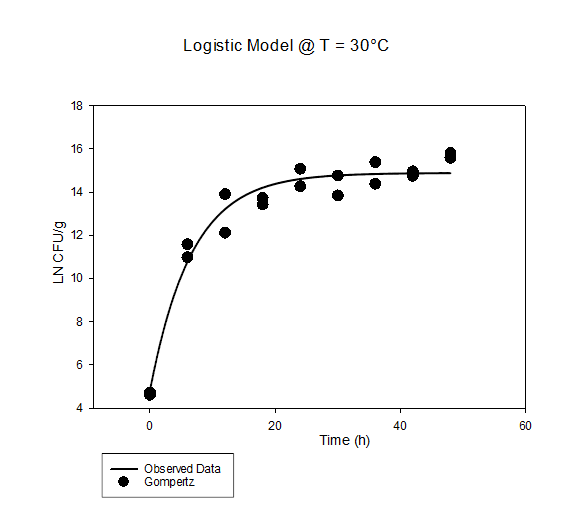 Logistic Model @ T = 30°C
18
16
14
12
10
8
6
4
LN CFU/g
0
20
40
60
Time (h)
Observed Data
Gompertz